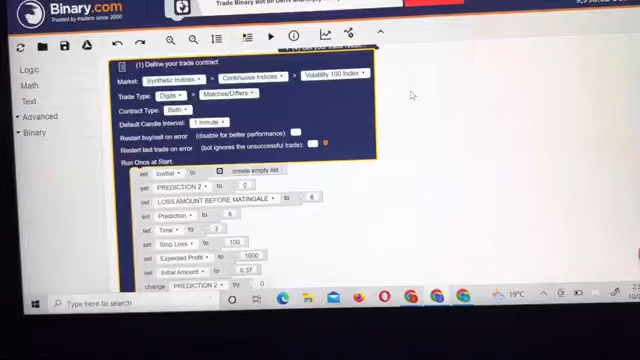 Binary.com
Trusted by traders since 2000
Trade Binary Bot on Deriv and enjoy
Logic
Math
Text
Advanced
Binary
(1) Define your trade contract
Market: Synthetic Indices > Continuous Indices > Volatility 100 Index
Trade Type: Digits > Matches/Differs
Contract Type: Both
Default Candle Interval: 1 minute
Restart buy/sell on error (disable for better performance):
Restart last trade on error (bot ignores the unsuccessful trade):
Run Once at Start:
set lowbal to create empty list
set PREDICTION 2 to 0
set LOSS AMOUNT BEFORE MATINGALE to 6
set Prediction to 6
set Time to 3
set Stop Loss to 100
set Expected Profit to 1000
set Initial Amount to 0.37
change PREDICTION 2 by 0
Type here to search
19°C